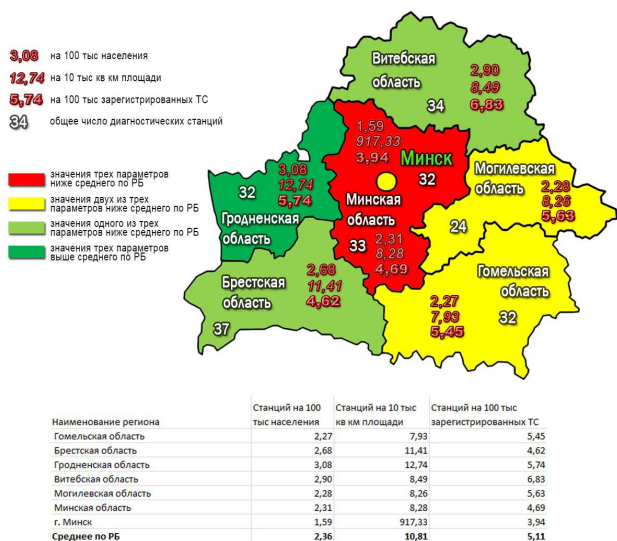 3,08 на 100 тыс населения
12,74 на 10 тыс кв км площади
5,74 на 100 тыс зарегистрированных ТС
34 общее число диагностических станций
значения трех параметров
ниже среднего по РБ
значения двух из трех
параметров ниже среднего по РБ
значения одного из трех
параметров ниже среднего по РБ
значения трех параметров
выше среднего по РБ
Витебская
область
2,90
8,49
6,83
34
1,59
917,33
3,94
Минск
32
Минская
область
33
2,31
8,28
4,69
Могилевская
область
2,28
8,26
5,63
24
3,08
12,74
5,74
32
Гродненская
область
Брестская
область
2,68
11,41
4,62
37
Гомельская
область
2,27
7,93
5,45
32
Наименование региона Станций на 100 тыс населения Станций на 10 тыс кв км площади Станций на 100 тыс зарегистрированных ТС
Гомельская область 2,27 7,93 5,45
Брестская область 2,68 11,41 4,62
Гродненская область 3,08 12,74 5,74
Витебская область 2,90 8,49 6,83
Могилевская область 2,28 8,26 5,63
Минская область 2,31 8,28 4,69
г. Минск 1,59 917,33 3,94
Среднее по РБ 2,36 10,81 5,11